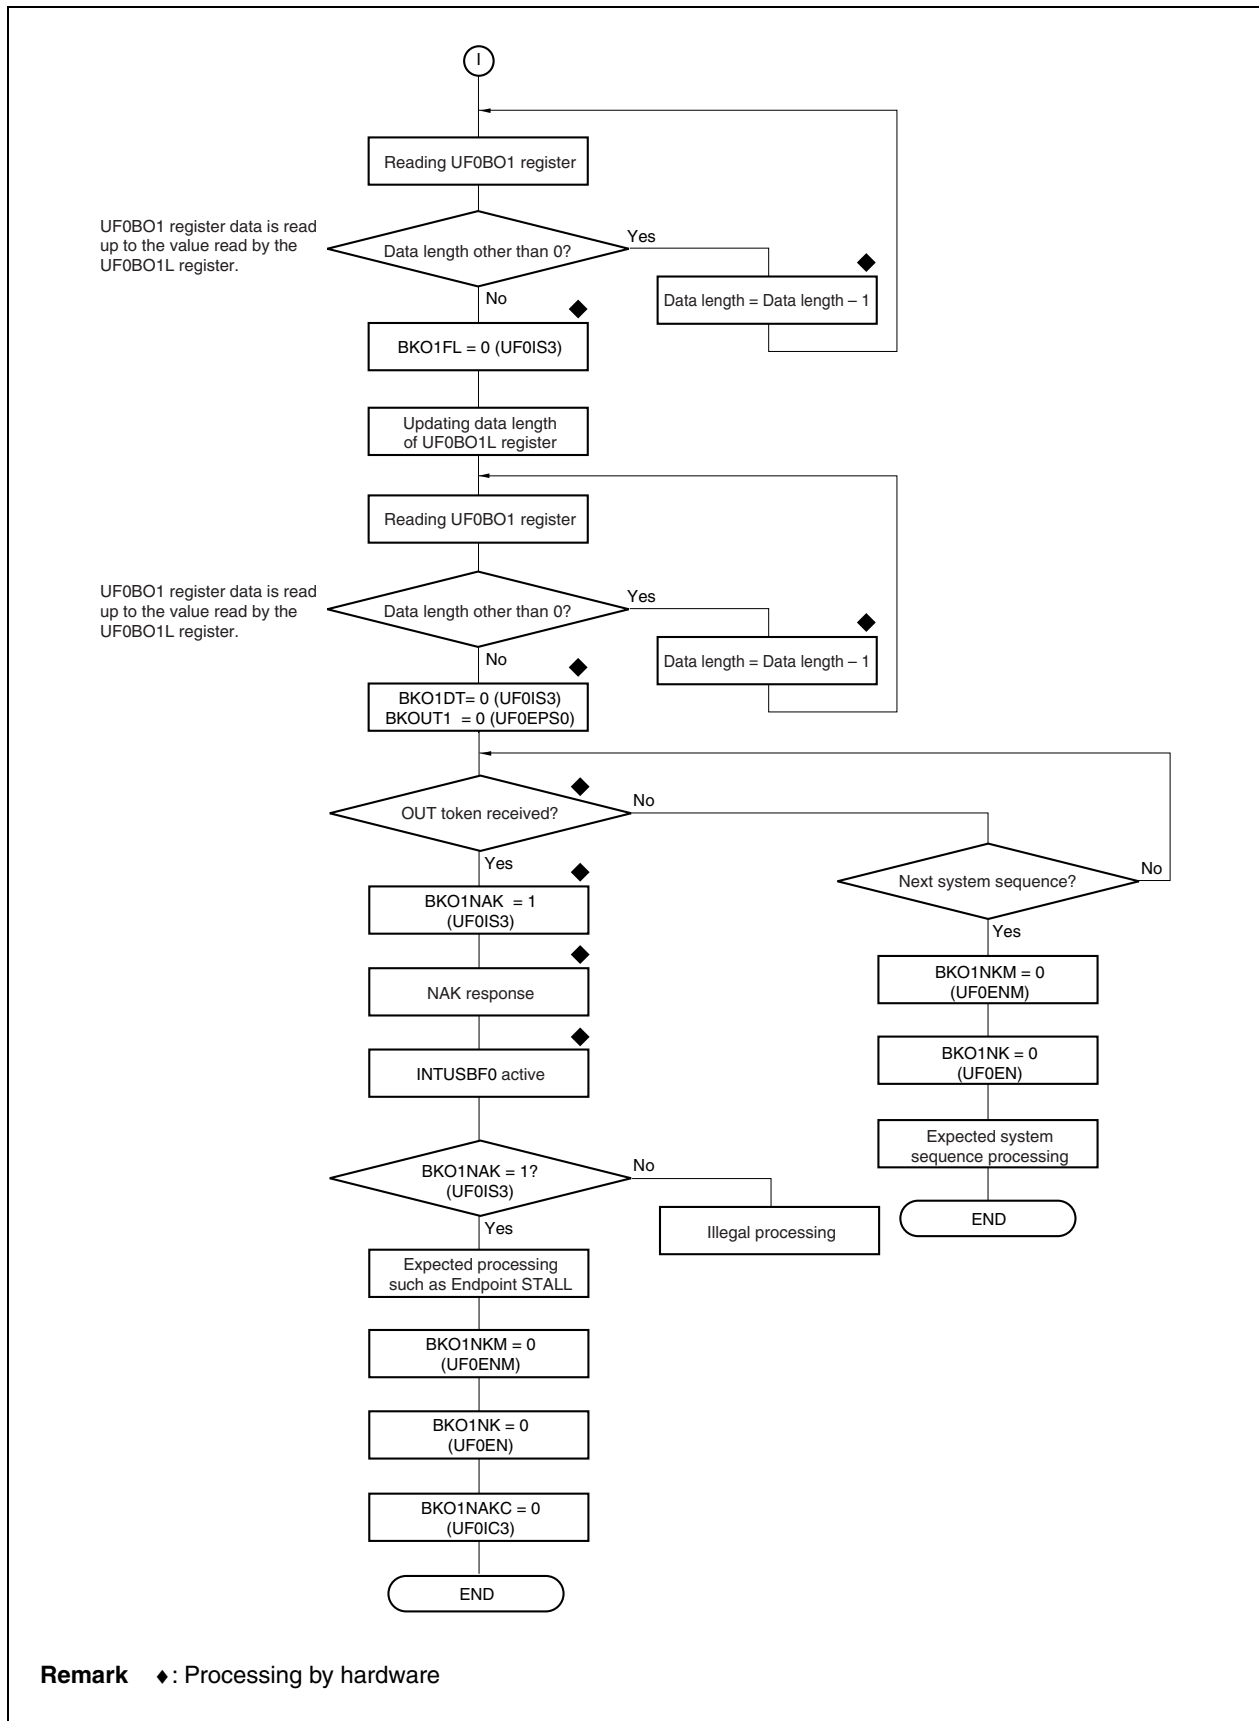 I
Reading UF0BO1 register
UF0BO1 register data is read
up to the value read by the
UF0BO1L register.
Data length other than 0?
Yes
Data length = Data length – 1
No
BKO1FL = 0 (UF0IS3)
Updating data length
of UF0BO1L register
Reading UF0BO1 register
UF0BO1 register data is read
up to the value read by the
UF0BO1L register.
Data length other than 0?
Yes
Data length = Data length – 1
No
BKO1DT= 0 (UF0IS3)
BKOUT1 = 0 (UF0EPS0)
OUT token received?
No
Yes
Next system sequence?
No
Yes
BKO1NAK = 1
(UF0IS3)
BKO1NKM = 0
(UF0ENM)
NAK response
BKO1NK = 0
(UF0EN)
INTUSBF0 active
Expected system
sequence processing
END
BKO1NAK = 1?
(UF0IS3)
No
Illegal processing
Yes
Expected processing
such as Endpoint STALL
BKO1NKM = 0
(UF0ENM)
BKO1NK = 0
(UF0EN)
BKO1NAKC = 0
(UF0IC3)
END
Remark ♦: Processing by hardware